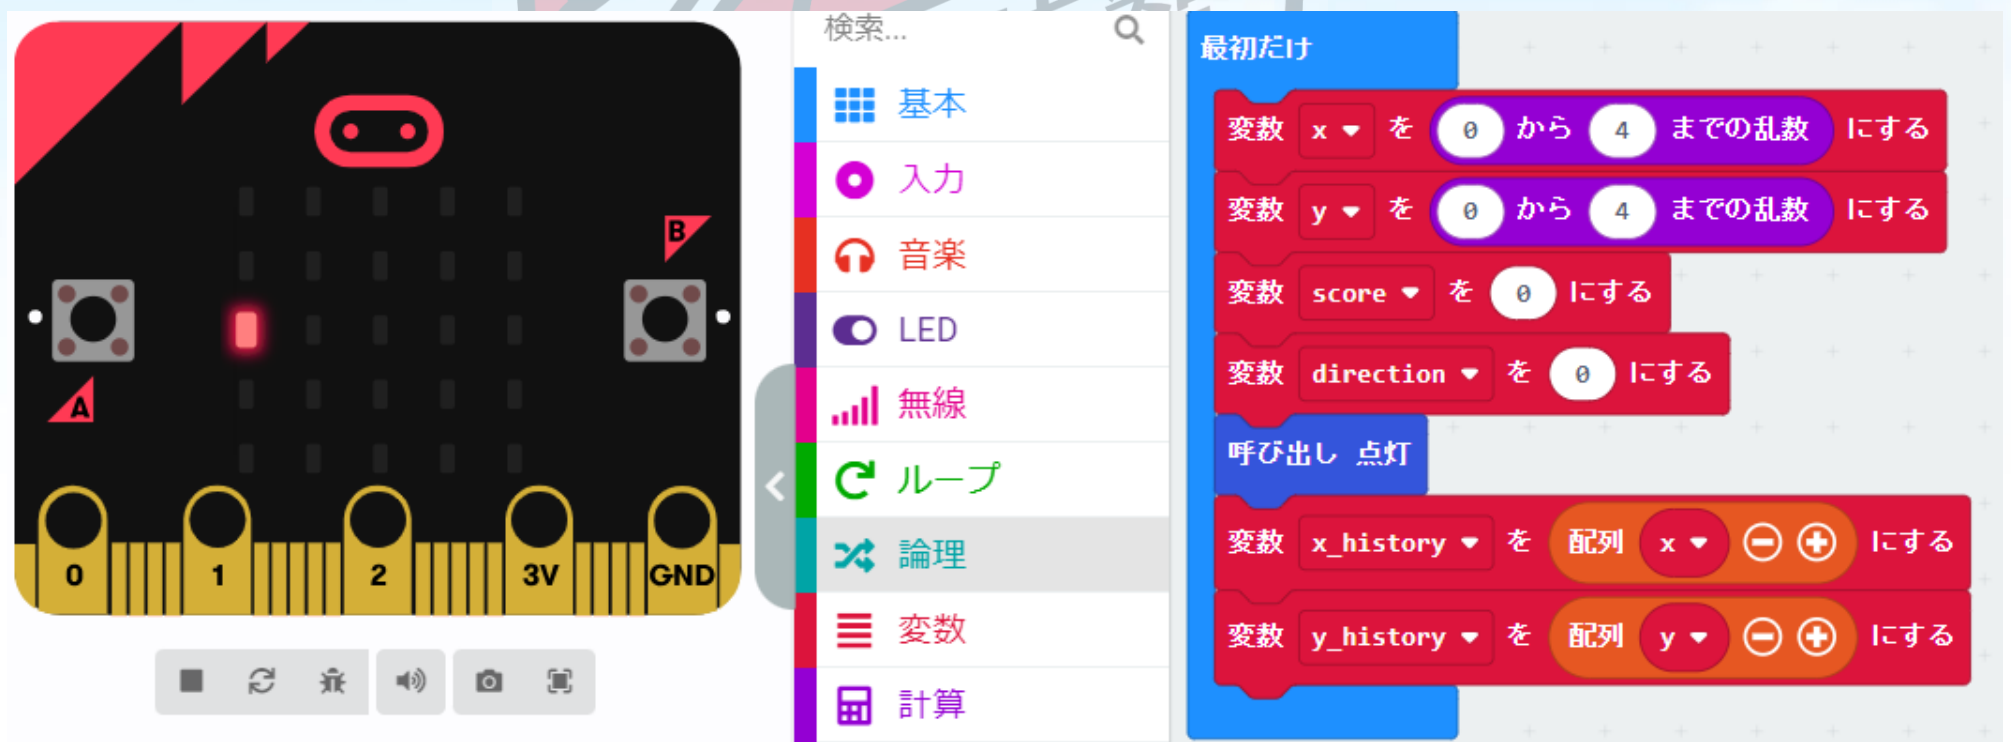 B
A
0 1 2 3V GND
検索...
基本
入力
音楽
LED
無線
ループ
論理
変数
計算
最初だけ
変数 x を 0 から 4 までの乱数 にする
変数 y を 0 から 4 までの乱数 にする
変数 score を 0 にする
変数 direction を 0 にする
呼び出し 点灯
変数 x_history を 配列 x にする
変数 y_history を 配列 y にする